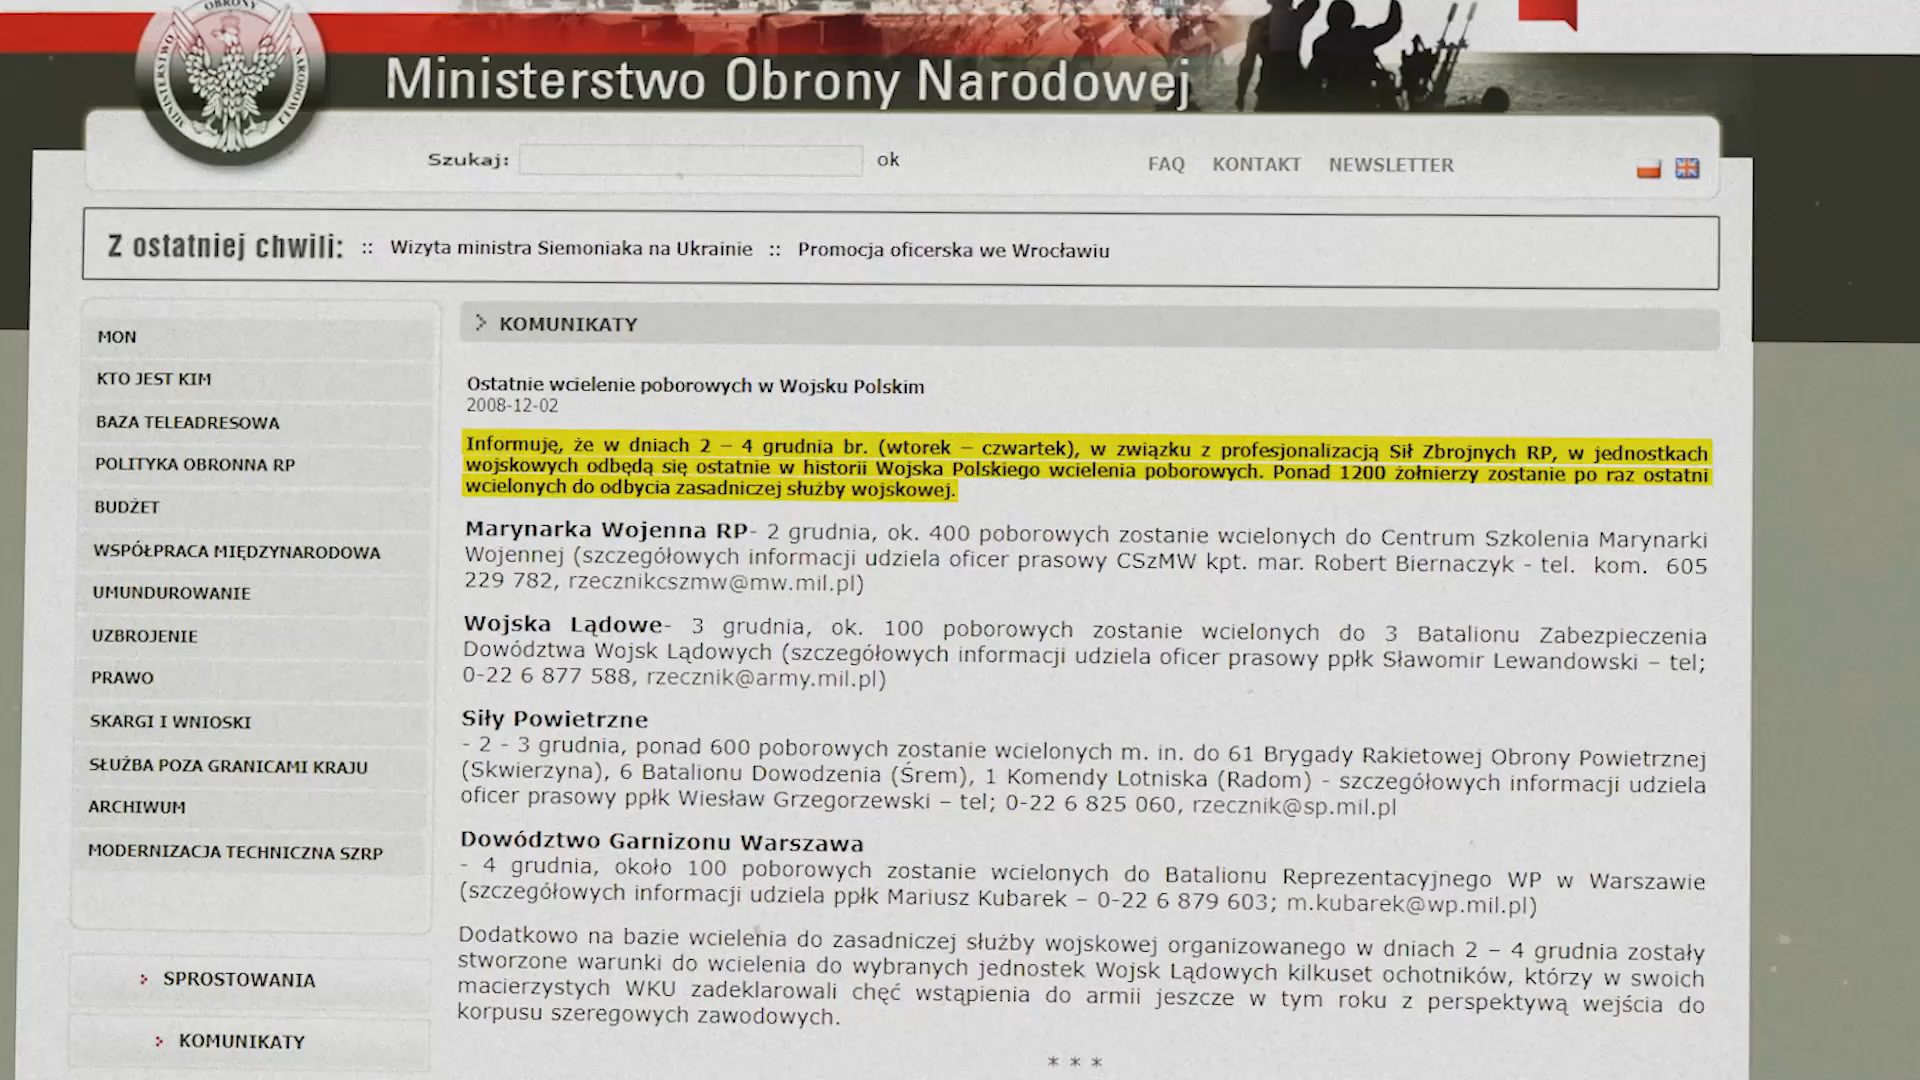 Ministerstwo Obrony Narodowej
Szukaj: ok FAQ KONTAKT NEWSLETTER
Z ostatniej chwili: :: Wizyta ministra Siemoniaka na Ukrainie :: Promocja oficerska we Wrocławiu
MON
KTO JEST KIM
BAZA TELEADRESOWA
POLITYKA OBRONNA RP
BUDŻET
WSPÓŁPRACA MIĘDZYNARODOWA
UMUNDUROWANIE
UZBROJENIE
PRAWO
SKARGI I WNIOSKI
SŁUŻBA POZA GRANICAMI KRAJU
ARCHIWUM
MODERNIZACJA TECHNICZNA SZRP
SPROSTOWANIA
KOMUNIKATY
KOMUNIKATY
Ostatnie wcielenie poborowych w Wojsku Polskim
2008-12-02
Informuję, że w dniach 2 – 4 grudnia br. (wtorek – czwartek), w związku z profesjonalizacją Sił Zbrojnych RP, w jednostkach
wojskowych odbędą się ostatnie w historii Wojska Polskiego wcielenia poborowych. Ponad 1200 żołnierzy zostanie po raz ostatni
wcielonych do odbycia zasadniczej służby wojskowej.
Marynarka Wojenna RP- 2 grudnia, ok. 400 poborowych zostanie wcielonych do Centrum Szkolenia Marynarki
Wojennej (szczegółowych informacji udziela oficer prasowy CSzMW kpt. mar. Robert Biernaczyk - tel. kom. 605
229 782, rzecznikcszmw@mw.mil.pl)
Wojska Lądowe- 3 grudnia, ok. 100 poborowych zostanie wcielonych do 3 Batalionu Zabezpieczenia
Dowództwa Wojsk Lądowych (szczegółowych informacji udziela oficer prasowy ppłk Sławomir Lewandowski – tel;
0-22 6 877 588, rzecznik@army.mil.pl)
Siły Powietrzne
- 2 - 3 grudnia, ponad 600 poborowych zostanie wcielonych m. in. do 61 Brygady Rakietowej Obrony Powietrznej
(Skwierzyna), 6 Batalionu Dowodzenia (Śrem), 1 Komendy Lotniska (Radom) - szczegółowych informacji udziela
oficer prasowy ppłk Wiesław Grzegorzewski – tel; 0-22 6 825 060, rzecznik@sp.mil.pl
Dowództwo Garnizonu Warszawa
- 4 grudnia, około 100 poborowych zostanie wcielonych do Batalionu Reprezentacyjnego WP w Warszawie
(szczegółowych informacji udziela ppłk Mariusz Kubarek – 0-22 6 879 603; m.kubarek@wp.mil.pl)
Dodatkowo na bazie wcielenia do zasadniczej służby wojskowej organizowanego w dniach 2 – 4 grudnia zostały
stworzone warunki do wcielenia do wybranych jednostek Wojsk Lądowych kilkuset ochotników, którzy w swoich
macierzystych WKU zadeklarowali chęć wstąpienia do armii jeszcze w tym roku z perspektywą wejścia do
korpusu szeregowych zawodowych.
* * *
OBRONY NARODOWEJ MINISTERSTWO